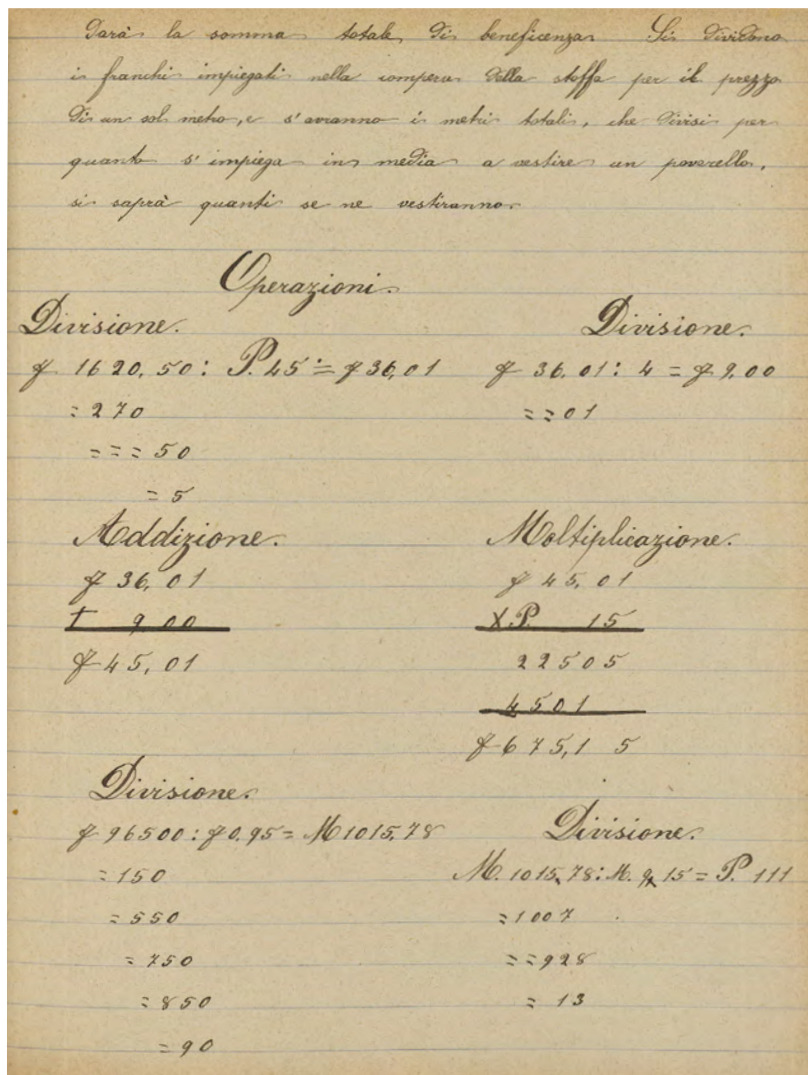 darà la somma totale di beneficenza. Si dividono
i franchi impiegati nella compera della stoffa per il prezzo
di un sol metro, e s'avranno i metri totali, che divisi per
quanto s'impiega in media a vestire un poverello,
si saprà quanti se ne vestiranno.
Operazioni.
Divisione.
₣ 1620,50 : P. 45 = ₣ 36,01
= 270
= = = 50
= 5
Divisione.
₣ 36,01 : 4 = ₣ 9,00
= = 01
Addizione.
₣ 36,01
+ 9,00
₣ 45,01
Moltiplicazione.
₣ 45,01
X P. 15
22505
4501
₣ 675,15
Divisione.
₣ 96500 : ₣ 0,95 = M 1015,78
= 150
= 550
= 750
= 850
= 90
Divisione.
M. 1015,78 : M. 9,15 = P. 111
= 1007
= = 928
= 13